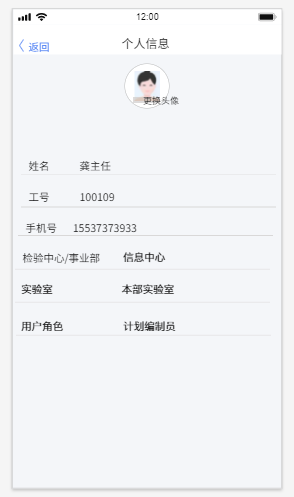 12:00
返回
个人信息
更换头像
姓名 龚主任
工号 100109
手机号 15537373933
检验中心/事业部 信息中心
实验室 本部实验室
用户角色 计划编制员